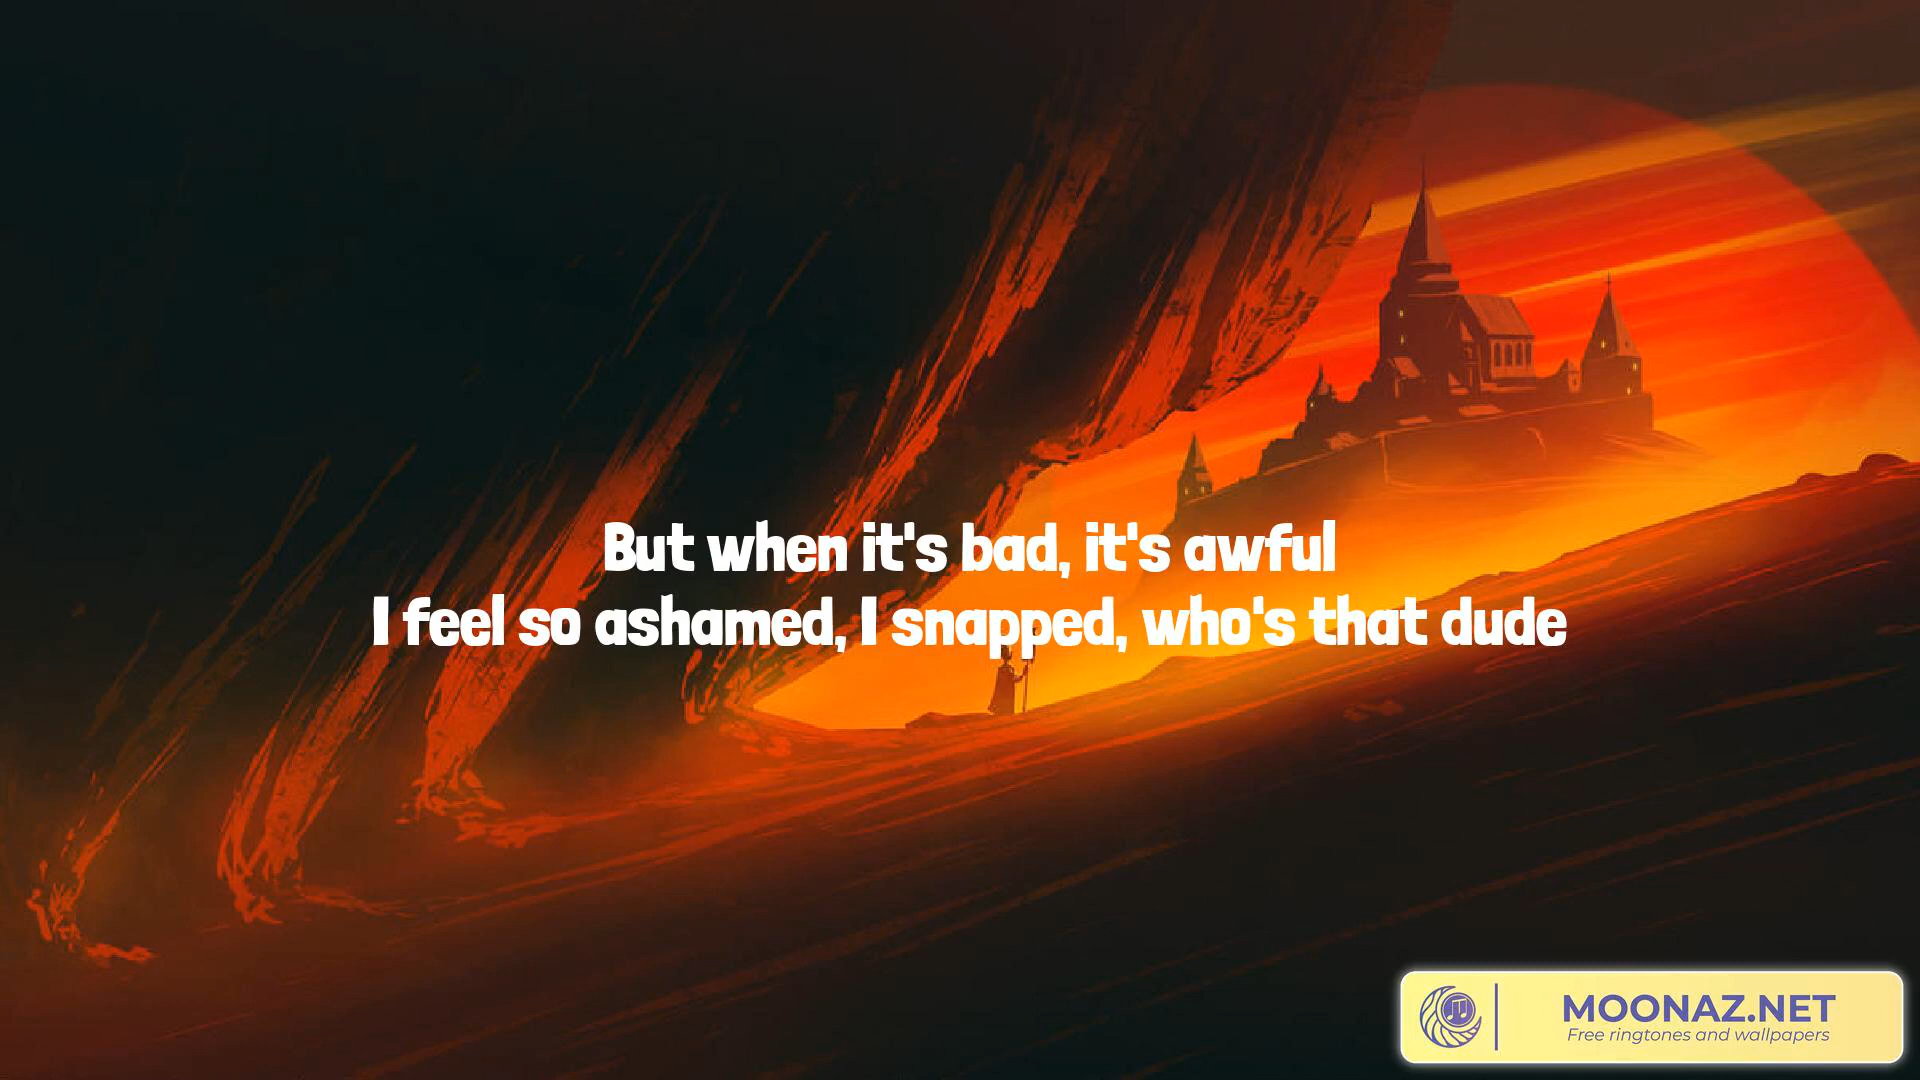 But when it's bad, it's awful
I feel so ashamed, I snapped, who's that dude
MOONAZ.NET
Free ringtones and wallpapers